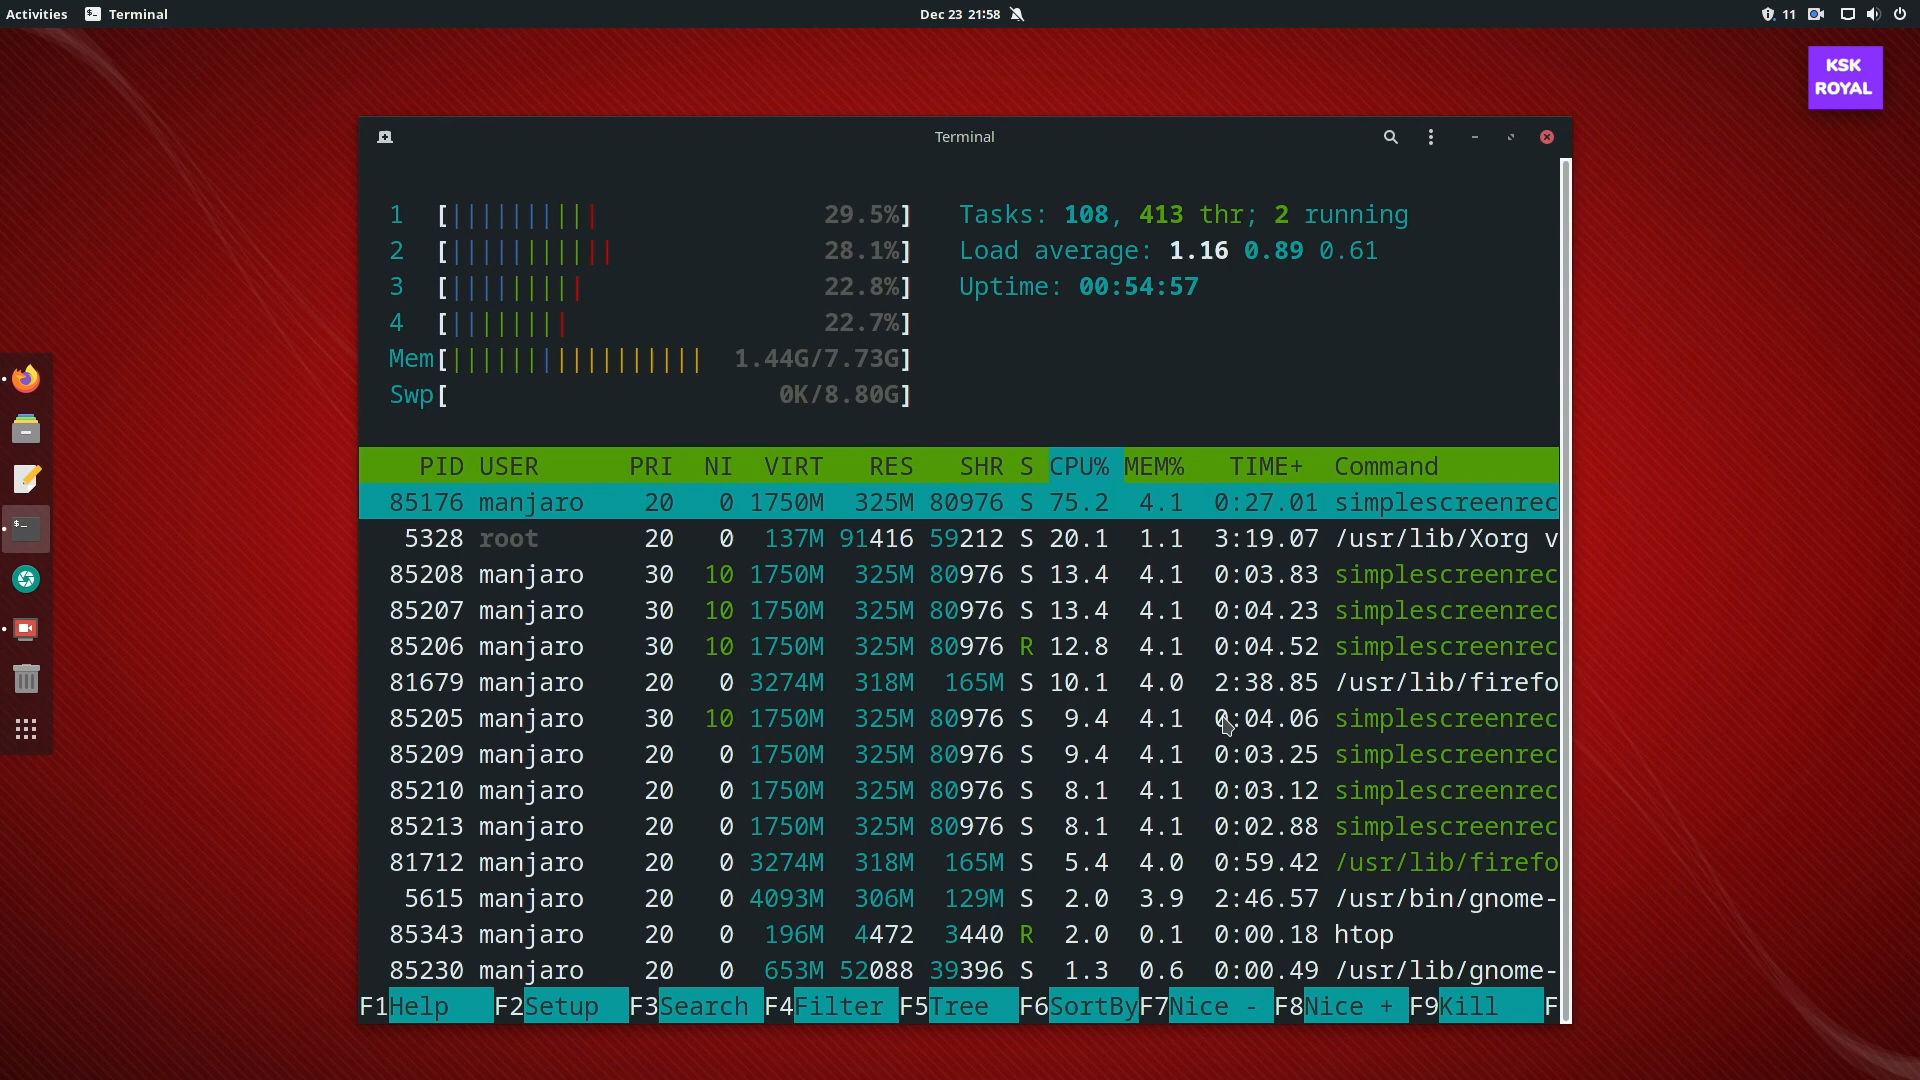 Activities Terminal Dec 23 21:58 11
KSK
ROYAL
Terminal
1 [||||||||||29.5%] Tasks: 108, 413 thr; 2 running
2 [|||||||||||28.1%] Load average: 1.16 0.89 0.61
3 [|||||||||22.8%] Uptime: 00:54:57
4 [||||||||22.7%]
Mem[|||||||||||||||||1.44G/7.73G]
Swp[0K/8.80G]
PID USER PRI NI VIRT RES SHR S CPU% MEM% TIME+ Command
85176 manjaro 20 0 1750M 325M 80976 S 75.2 4.1 0:27.01 simplescreenrec
5328 root 20 0 137M 91416 59212 S 20.1 1.1 3:19.07 /usr/lib/Xorg v
85208 manjaro 30 10 1750M 325M 80976 S 13.4 4.1 0:03.83 simplescreenrec
85207 manjaro 30 10 1750M 325M 80976 S 13.4 4.1 0:04.23 simplescreenrec
85206 manjaro 30 10 1750M 325M 80976 R 12.8 4.1 0:04.52 simplescreenrec
81679 manjaro 20 0 3274M 318M 165M S 10.1 4.0 2:38.85 /usr/lib/firefo
85205 manjaro 30 10 1750M 325M 80976 S 9.4 4.1 0:04.06 simplescreenrec
85209 manjaro 20 0 1750M 325M 80976 S 9.4 4.1 0:03.25 simplescreenrec
85210 manjaro 20 0 1750M 325M 80976 S 8.1 4.1 0:03.12 simplescreenrec
85213 manjaro 20 0 1750M 325M 80976 S 8.1 4.1 0:02.88 simplescreenrec
81712 manjaro 20 0 3274M 318M 165M S 5.4 4.0 0:59.42 /usr/lib/firefo
5615 manjaro 20 0 4093M 306M 129M S 2.0 3.9 2:46.57 /usr/bin/gnome-
85343 manjaro 20 0 196M 4472 3440 R 2.0 0.1 0:00.18 htop
85230 manjaro 20 0 653M 52088 39396 S 1.3 0.6 0:00.49 /usr/lib/gnome-
F1Help F2Setup F3Search F4Filter F5Tree F6SortByF7Nice - F8Nice + F9Kill F